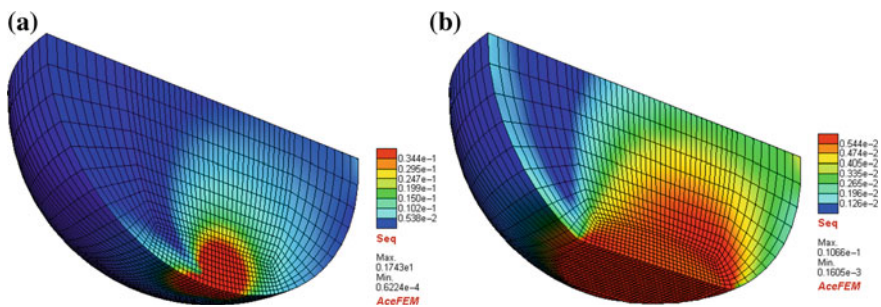 (a)
0.344e-1
0.295e-1
0.247e-1
0.199e-1
0.150e-1
0.102e-1
0.538e-2
Seq
Max.
0.1743e1
Min.
0.6224e-4
AceFEM
(b)
0.544e-2
0.474e-2
0.405e-2
0.335e-2
0.265e-2
0.196e-2
0.126e-2
Seq
Max.
0.1066e-1
Min.
0.1605e-3
AceFEM